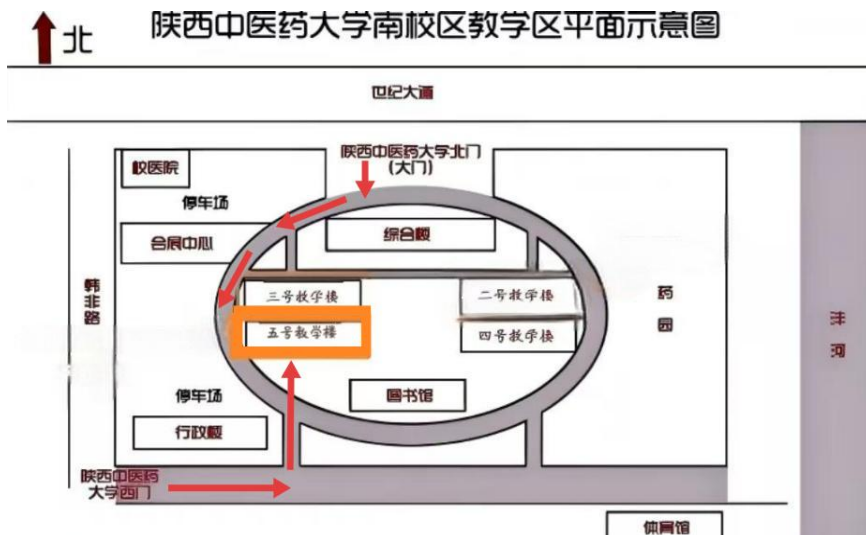 北
陕西中医药大学南校区教学区平面示意图
世纪大道
校医院
陕西中医药大学北门
(大门)
停车场
会展中心
综合楼
韩非路
三号教学楼
二号教学楼
药园
沣河
五号教学楼
四号教学楼
停车场
图书馆
行政楼
陕西中医药
大学西门
体育馆